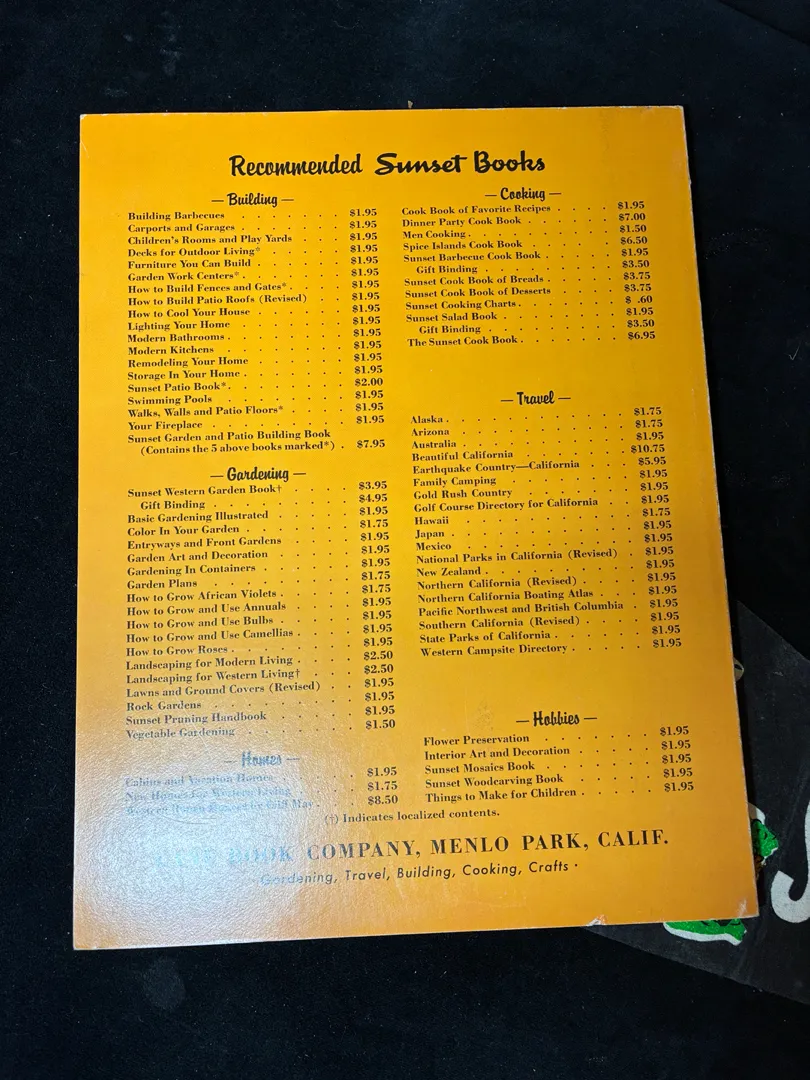 Recommended Sunset Books
— Building —
Building Barbecues . . . . . . . $1.95
Carports and Garages . . . . . . $1.95
Children's Rooms and Play Yards . . . $1.95
Decks for Outdoor Living* . . . . . $1.95
Furniture You Can Build . . . . . . $1.95
Garden Work Centers* . . . . . . . $1.95
How to Build Fences and Gates* . . . . $1.95
How to Build Patio Roofs (Revised) . . . $1.95
How to Cool Your House . . . . . . $1.95
Lighting Your Home . . . . . . . $1.95
Modern Bathrooms . . . . . . . . $1.95
Modern Kitchens . . . . . . . . $1.95
Remodeling Your Home . . . . . . $1.95
Storage In Your Home . . . . . . . $1.95
Sunset Patio Book* . . . . . . . . $2.00
Swimming Pools . . . . . . . . $1.95
Walks, Walls and Patio Floors* . . . . $1.95
Your Fireplace . . . . . . . . . $1.95
Sunset Garden and Patio Building Book
(Contains the 5 above books marked*) . $7.95
— Gardening —
Sunset Western Garden Book† . . . . $3.95
Gift Binding . . . . . . . . . $4.95
Basic Gardening Illustrated . . . . . $1.95
Color In Your Garden . . . . . . . $1.75
Entryways and Front Gardens . . . . $1.95
Garden Art and Decoration . . . . . $1.95
Gardening In Containers . . . . . . $1.95
Garden Plans . . . . . . . . . $1.75
How to Grow African Violets . . . . . $1.75
How to Grow and Use Annuals . . . . $1.95
How to Grow and Use Bulbs . . . . . $1.95
How to Grow and Use Camellias . . . . $1.95
How to Grow Roses . . . . . . . . $1.95
Landscaping for Modern Living . . . . $2.50
Landscaping for Western Living† . . . . $2.50
Lawns and Ground Covers (Revised) . . $1.95
Rock Gardens . . . . . . . . . $1.95
Sunset Pruning Handbook . . . . . $1.95
Vegetable Gardening . . . . . . . $1.50
— Homes —
Cabins and Vacation Homes . . . . . $1.95
New Homes for Western Living . . . . $1.75
Western Ranch Houses by Cliff May . . . $8.50
— Cooking —
Cook Book of Favorite Recipes . . . . $1.95
Dinner Party Cook Book . . . . . . $7.00
Men Cooking . . . . . . . . . $1.50
Spice Islands Cook Book . . . . . . $6.50
Sunset Barbecue Cook Book . . . . . $1.95
Gift Binding . . . . . . . . $3.50
Sunset Cook Book of Breads . . . . . $3.75
Sunset Cook Book of Desserts . . . . $3.75
Sunset Cooking Charts . . . . . . $ .60
Sunset Salad Book . . . . . . . . $1.95
Gift Binding . . . . . . . . $3.50
The Sunset Cook Book . . . . . . . $6.95
— Travel —
Alaska . . . . . . . . . . . $1.75
Arizona . . . . . . . . . . . $1.75
Australia . . . . . . . . . . $1.95
Beautiful California . . . . . . . $10.75
Earthquake Country—California . . . $5.95
Family Camping . . . . . . . . $1.95
Gold Rush Country . . . . . . . $1.95
Golf Course Directory for California . . $1.95
Hawaii . . . . . . . . . . . $1.75
Japan . . . . . . . . . . . $1.95
Mexico . . . . . . . . . . . $1.95
National Parks in California (Revised) . $1.95
New Zealand . . . . . . . . . . $1.95
Northern California (Revised) . . . . $1.95
Northern California Boating Atlas . . . $1.95
Pacific Northwest and British Columbia . $1.95
Southern California (Revised) . . . . $1.95
State Parks of California . . . . . . $1.95
Western Campsite Directory . . . . . $1.95
— Hobbies —
Flower Preservation . . . . . . . $1.95
Interior Art and Decoration . . . . . $1.95
Sunset Mosaics Book . . . . . . . $1.95
Sunset Woodcarving Book . . . . . $1.95
Things to Make for Children . . . . . $1.95
(†) Indicates localized contents.
BOOK COMPANY, MENLO PARK, CALIF.
Gardening, Travel, Building, Cooking, Crafts ·